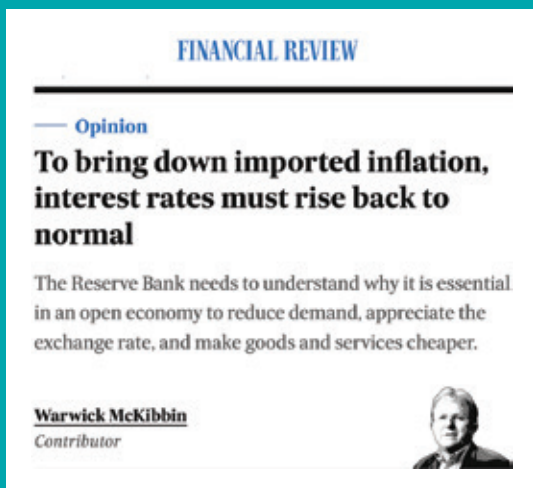 FINANCIAL REVIEW
Opinion
To bring down imported inflation,
interest rates must rise back to
normal
The Reserve Bank needs to understand why it is essential
in an open economy to reduce demand, appreciate the
exchange rate, and make goods and services cheaper.
Warwick McKibbin
Contributor